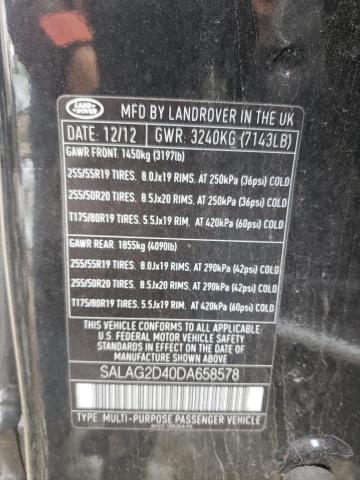 LAND-
ROVER
MFD BY LANDROVER IN THE UK
DATE: 12/12 GWR: 3240KG (7143LB)
GAWR FRONT: 1450kg (3197lb)
255/55R19 TIRES. 8.0Jx19 RIMS. AT 250kPa (36psi) COLD
255/50R20 TIRES. 8.5Jx20 RIMS. AT 250kPa (36psi) COLD
T175/80R19 TIRES. 5.5Jx19 RIM, AT 420kPa (60psi) COLD
GAWR REAR: 1855kg (4090lb)
255/55R19 TIRES. 8.0Jx19 RIMS. AT 290kPa (42psi) COLD
255/50R20 TIRES. 8.5Jx20 RIMS. AT 290kPa (42psi) COLD
T175/80R19 TIRES. 5.5Jx19 RIM, AT 420kPa (60psi) COLD
THIS VEHICLE CONFORMS TO ALL APPLICABLE
U.S. FEDERAL MOTOR VEHICLE SAFETY
STANDARDS IN EFFECT ON THE DATE
OF MANUFACTURE SHOWN ABOVE
SALAG2D40DA658578
TYPE: MULTI-PURPOSE PASSENGER VEHICLE